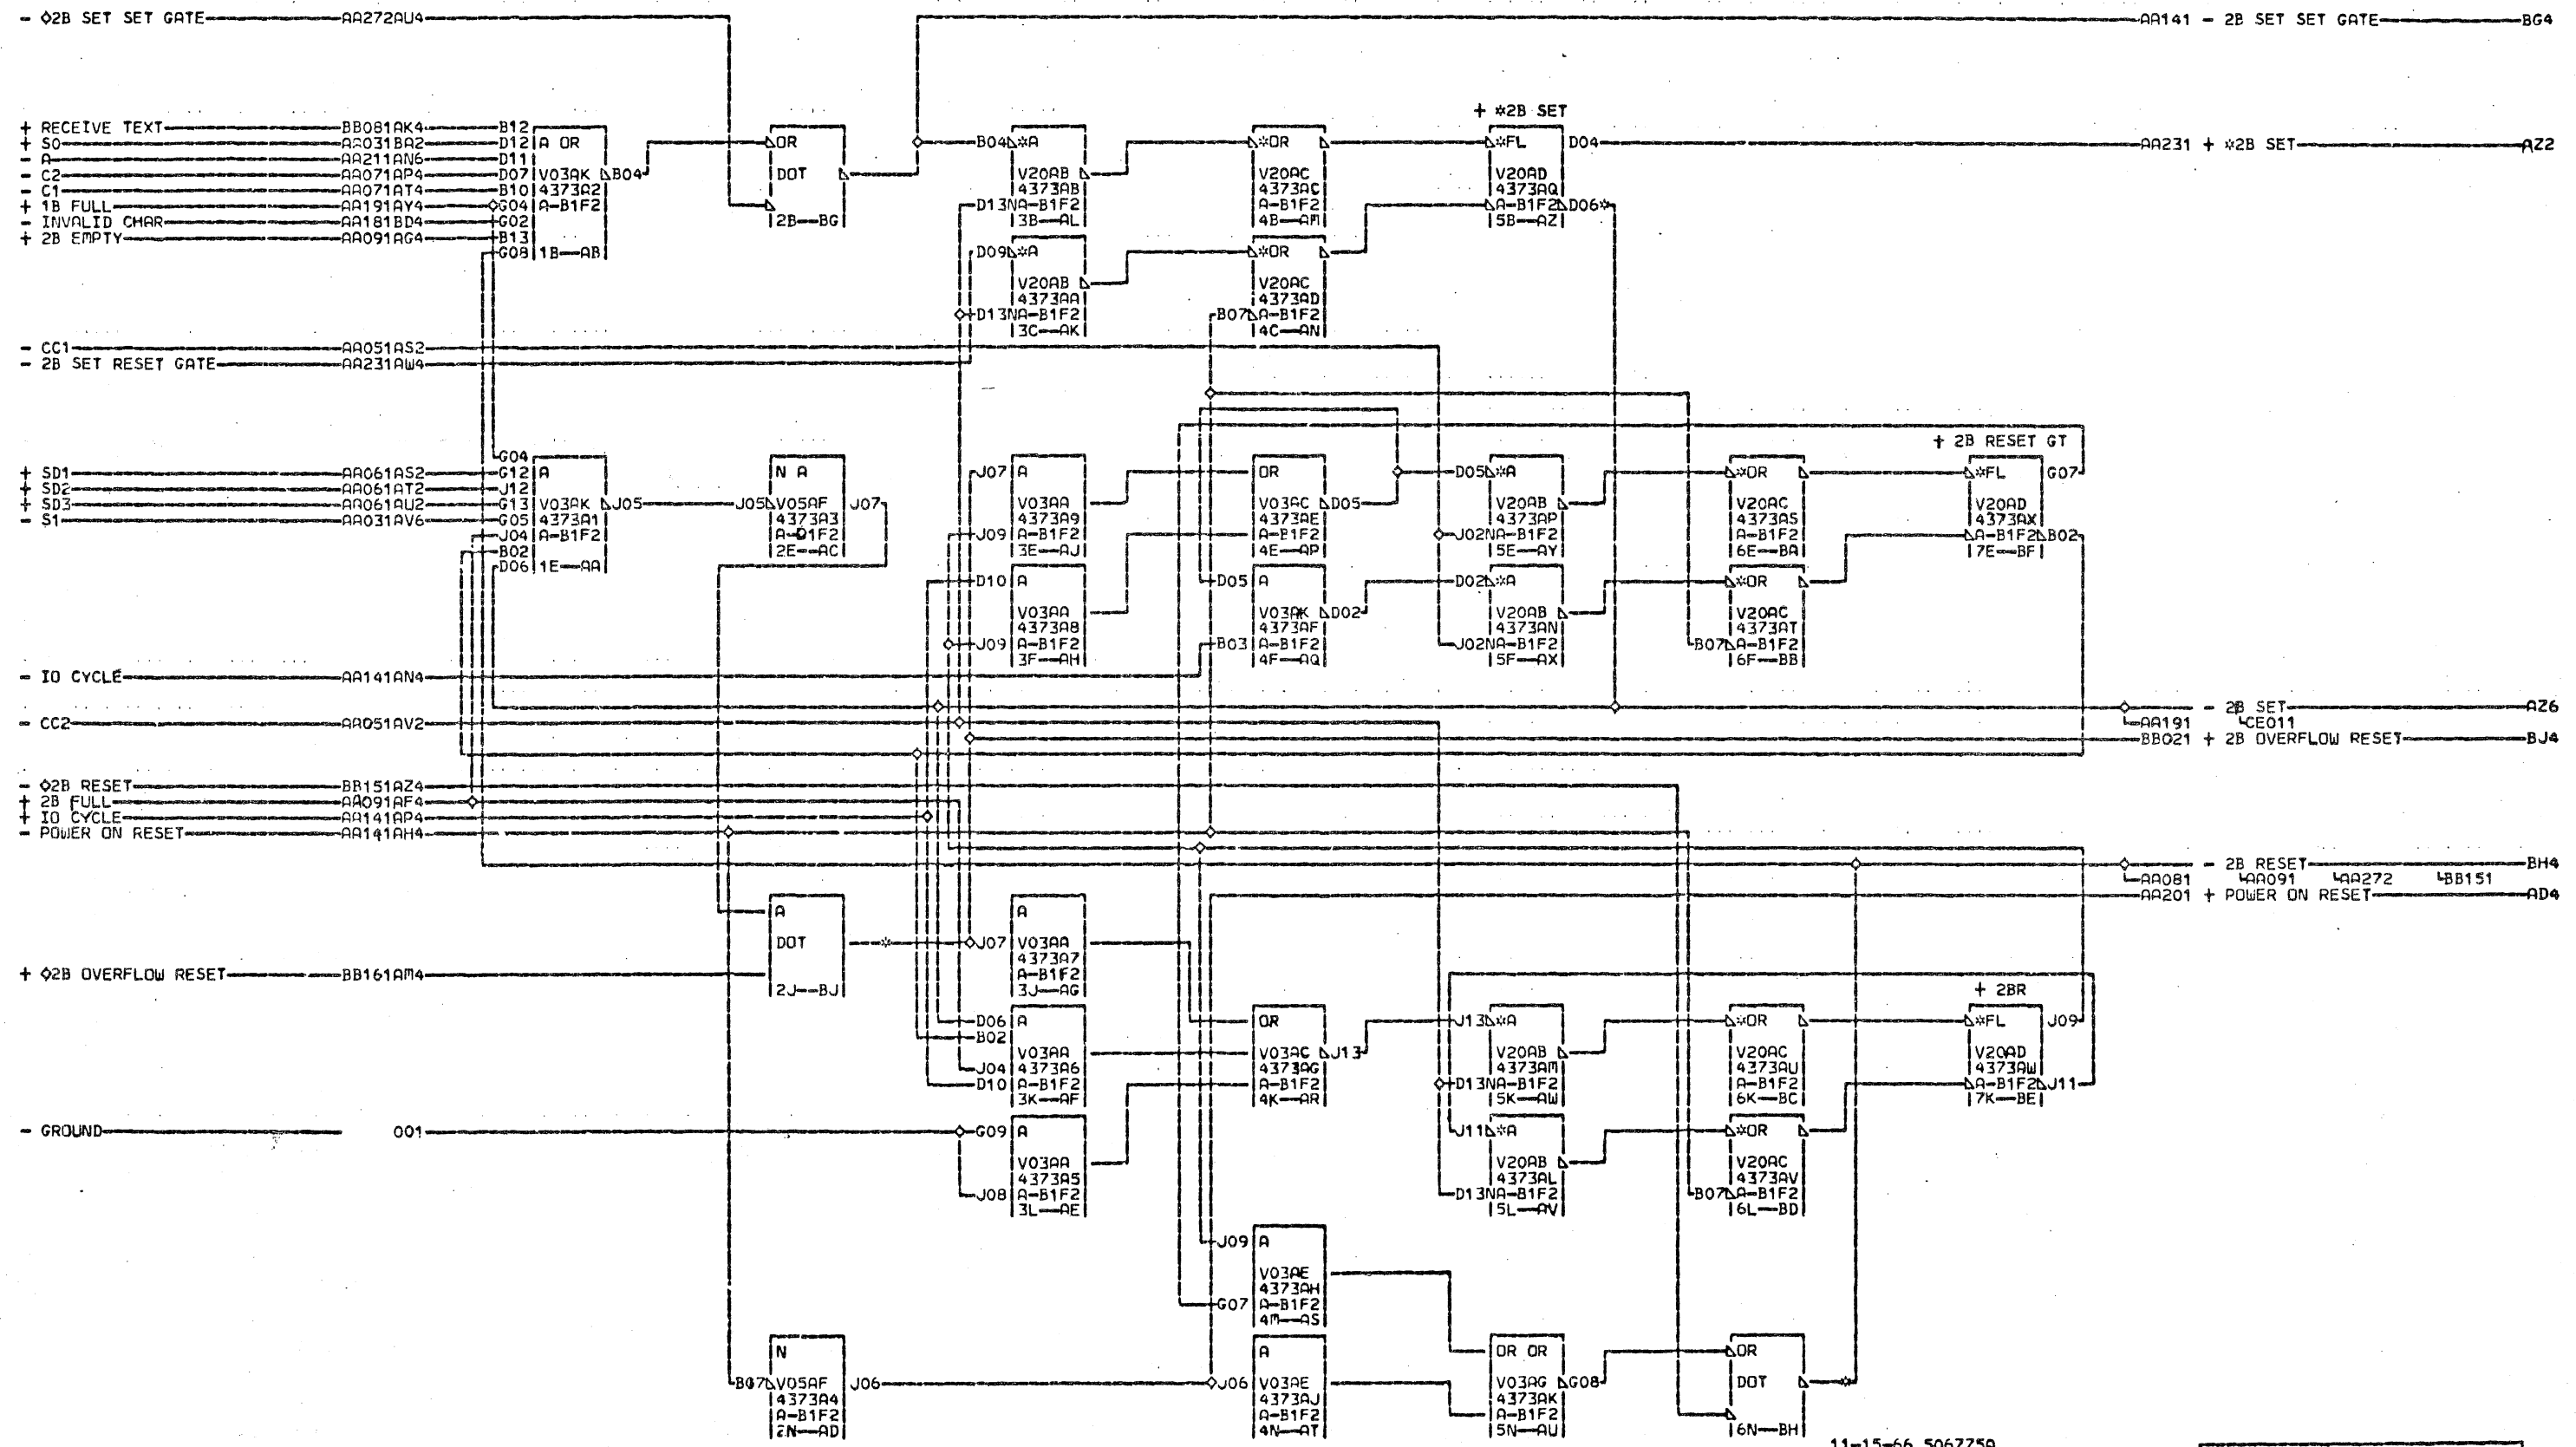 - ◇2B SET SET GATE AA272AU4 AA141 - 2B SET SET GATE BG4
+ *2B SET
+ RECEIVE TEXT BB081AK4 B12
+ S0 AA031BA2 D12 A OR OR B04 *A *OR *FL D04 AA231 + *2B SET AZ2
- A AA211AN6 D11
- C2 AA071AP4 D07 V03AK B04 DOT V20AB V20AC V20AD
- C1 AA071AT4 B10 4373A2 4373AB 4373AC 4373AQ
+ 1B FULL AA191AY4 G04 A-B1F2 D13N A-B1F2 A-B1F2 A-B1F2 D06*
- INVALID CHAR AA181BD4 G02 2B--BG 3B--AL 4B--AM 5B--AZ
+ 2B EMPTY AA091AG4 B13
G08 1B--AB D09 *A *OR
V20AB V20AC
4373AA 4373AD
D13N A-B1F2 B07 A-B1F2
3C--AK 4C--AN
- CC1 AA051AS2
- 2B SET RESET GATE AA231AW4
+ 2B RESET GT
G04
+ SD1 AA061AS2 G12 A N A J07 A OR D05 *A *OR *FL G07
+ SD2 AA061AT2 J12
+ SD3 AA061AU2 G13 V03AK J05 J05 V05AF J07 V03AA V03AC D05 V20AB V20AC V20AD
- S1 AA031AV6 G05 4373A1 4373A3 4373A9 4373AE 4373AP 4373AS 4373AX
J04 A-B1F2 A-B1F2 J09 A-B1F2 A-B1F2 J02N A-B1F2 A-B1F2 A-B1F2 B02
B02 2E--AC 3E--AJ 4E--AP 5E--AY 6E--BA 7E--BF
D06 1E--AA
D10 A D05 A D02 *A *OR
V03AA V03AK D02 V20AB V20AC
4373A8 4373AF 4373AN 4373AT
J09 A-B1F2 B03 A-B1F2 J02N A-B1F2 B07 A-B1F2
3F--AH 4F--AQ 5F--AX 6F--BB
- IO CYCLE AA141AN4
- 2B SET AZ6
- CC2 AA051AV2 AA191 CE011
BB021 + 2B OVERFLOW RESET BJ4
- ◇2B RESET BB151AZ4
+ 2B FULL AA091AF4
+ IO CYCLE AA141AP4
- POWER ON RESET AA141AH4
- 2B RESET BH4
AA081 AA091 AA272 BB151
AA201 + POWER ON RESET AD4
A A
DOT * J07 V03AA
4373A7
+ ◇2B OVERFLOW RESET BB161AM4 A-B1F2
2J--BJ 3J--AG + 2BR
D06 A OR J13 *A *OR *FL J09
B02
V03AA V03AC J13 V20AB V20AC V20AD
J04 4373A6 4373AG 4373AM 4373AU 4373AW
D10 A-B1F2 A-B1F2 D13N A-B1F2 A-B1F2 A-B1F2 J11
3K--AF 4K--AR 5K--AW 6K--BC 7K--BE
- GROUND 001 G09 A J11 *A *OR
V03AA V20AB V20AC
4373A5 4373AL 4373AV
J08 A-B1F2 D13N A-B1F2 B07 A-B1F2
3L--AE 5L--AV 6L--BD
J09 A
V03AE
4373AH
G07 A-B1F2
4M--AS
N A OR OR OR
B07 V05AF J06 J06 V03AE V03AG G08 DOT *
4373A4 4373AJ 4373AK
A-B1F2 A-B1F2 A-B1F2
2N--AD 4N--AT 5N--AU 6N--BH
11-15-66 506775A